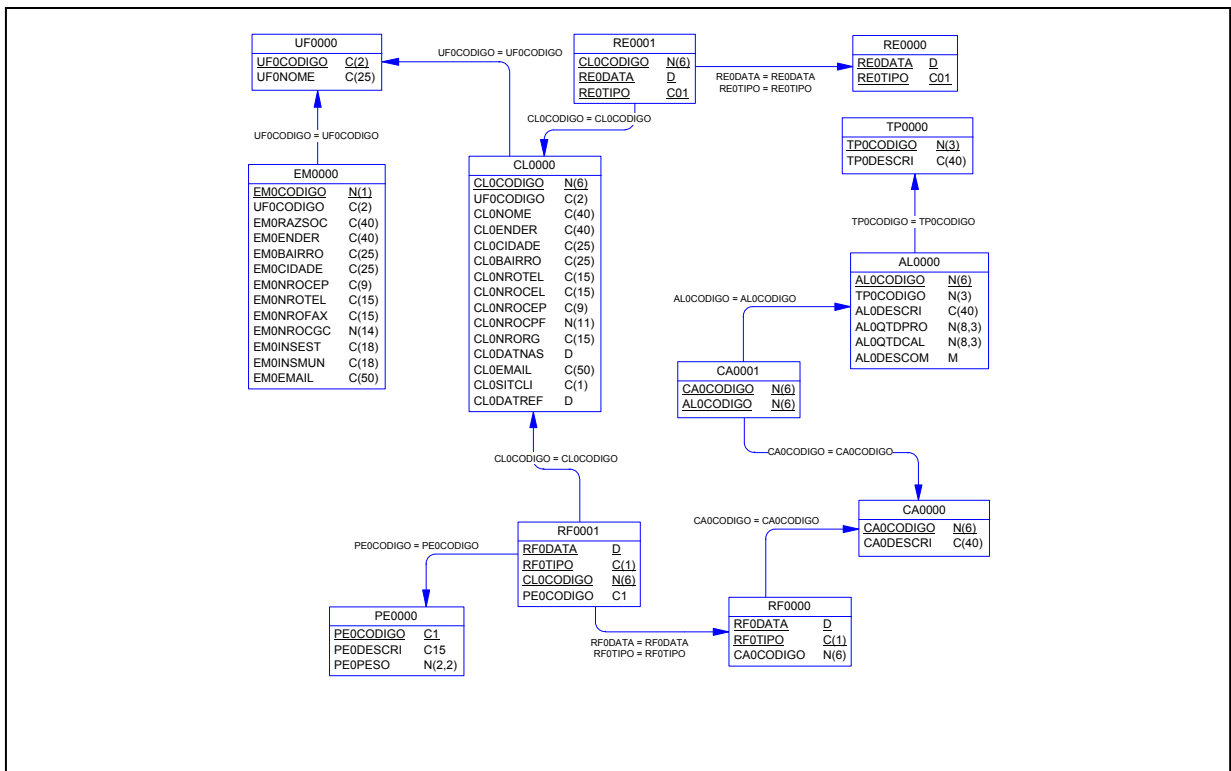 UF0000
UF0CODIGO C(2)
UF0NOME C(25)
UF0CODIGO = UF0CODIGO
RE0001
CL0CODIGO N(6)
RE0DATA D
RE0TIPO C01
RE0DATA = RE0DATA
RE0TIPO = RE0TIPO
RE0000
RE0DATA D
RE0TIPO C01
CL0CODIGO = CL0CODIGO
TP0000
TP0CODIGO N(3)
TP0DESCRI C(40)
UF0CODIGO = UF0CODIGO
EM0000
EM0CODIGO N(1)
UF0CODIGO C(2)
EM0RAZSOC C(40)
EM0ENDER C(40)
EM0BAIRRO C(25)
EM0CIDADE C(25)
EM0NROCEP C(9)
EM0NROTEL C(15)
EM0NROFAX C(15)
EM0NROCGC N(14)
EM0INSEST C(18)
EM0INSMUN C(18)
EM0EMAIL C(50)
CL0000
CL0CODIGO N(6)
UF0CODIGO C(2)
CL0NOME C(40)
CL0ENDER C(40)
CL0CIDADE C(25)
CL0BAIRRO C(25)
CL0NROTEL C(15)
CL0NROCEL C(15)
CL0NROCEP C(9)
CL0NROCPF N(11)
CL0NRORG C(15)
CL0DATNAS D
CL0EMAIL C(50)
CL0SITCLI C(1)
CL0DATREF D
TP0CODIGO = TP0CODIGO
AL0000
AL0CODIGO N(6)
TP0CODIGO N(3)
AL0DESCRI C(40)
AL0QTDPRO N(8,3)
AL0QTDCAL N(8,3)
AL0DESCOM M
AL0CODIGO = AL0CODIGO
CA0001
CA0CODIGO N(6)
AL0CODIGO N(6)
CL0CODIGO = CL0CODIGO
CA0CODIGO = CA0CODIGO
CA0000
CA0CODIGO N(6)
CA0DESCRI C(40)
CA0CODIGO = CA0CODIGO
RF0001
RF0DATA D
RF0TIPO C(1)
CL0CODIGO N(6)
PE0CODIGO C1
PE0CODIGO = PE0CODIGO
PE0000
PE0CODIGO C1
PE0DESCRI C15
PE0PESO N(2,2)
RF0DATA = RF0DATA
RF0TIPO = RF0TIPO
RF0000
RF0DATA D
RF0TIPO C(1)
CA0CODIGO N(6)